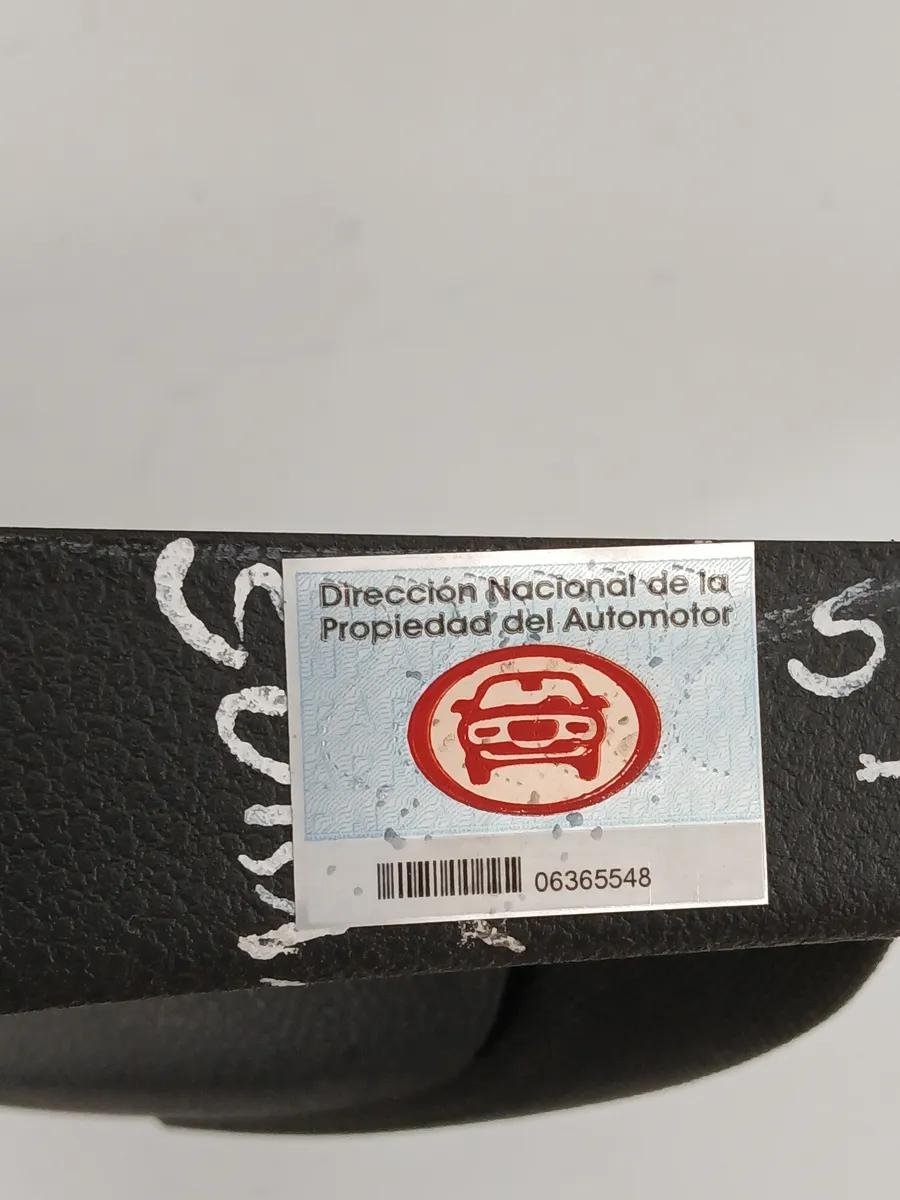 Dirección Nacional de la
Propiedad del Automotor
06365548